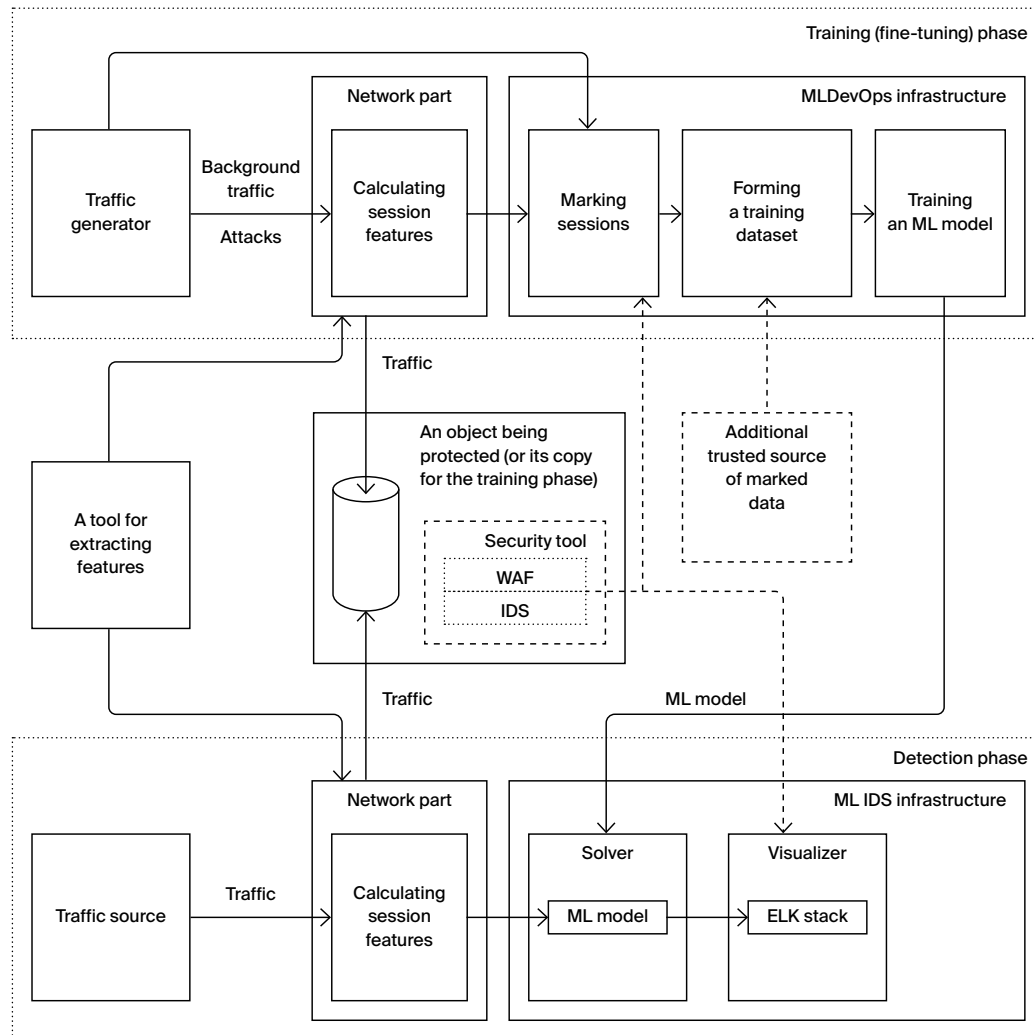 Training (fine-tuning) phase
Network part
MLDevOps infrastructure
Traffic
generator
Background
traffic
Attacks
Calculating
session
features
Marking
sessions
Forming
a training
dataset
Training
an ML model
Traffic
An object being
protected (or its copy
for the training phase)
Additional
trusted source
of marked
data
A tool for
extracting
features
Security tool
WAF
IDS
Traffic
ML model
Detection phase
Network part
ML IDS infrastructure
Traffic source
Traffic
Calculating
session
features
Solver
ML model
Visualizer
ELK stack